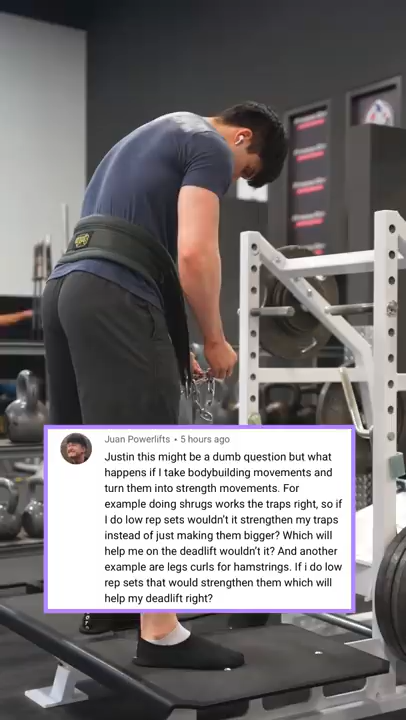 Juan Powerlifts • 5 hours ago
Justin this might be a dumb question but what
happens if I take bodybuilding movements and
turn them into strength movements. For
example doing shrugs works the traps right, so if
I do low rep sets wouldn't it strengthen my traps
instead of just making them bigger? Which will
help me on the deadlift wouldn't it? And another
example are legs curls for hamstrings. If i do low
rep sets that would strengthen them which will
help my deadlift right?